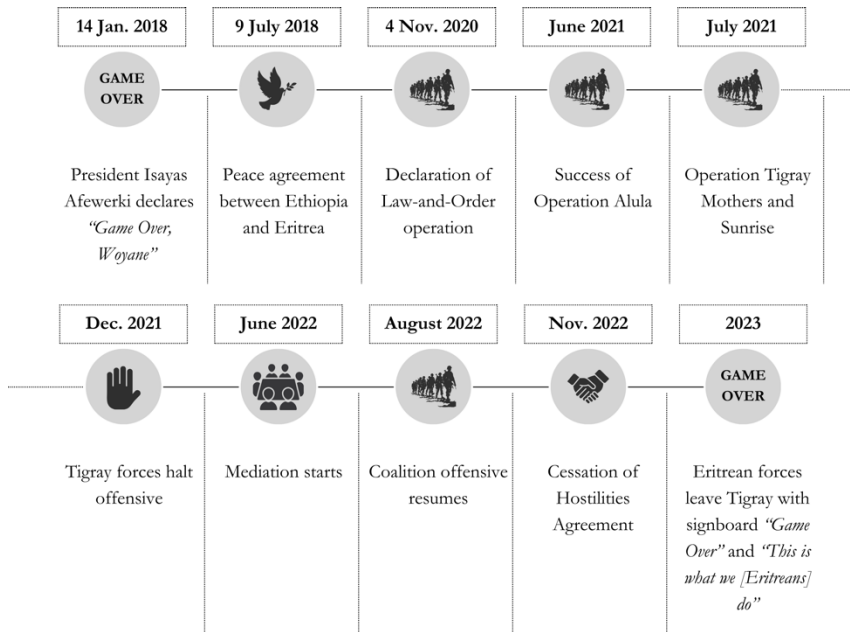 14 Jan. 2018
9 July 2018
4 Nov. 2020
June 2021
July 2021
GAME
OVER
President Isayas
Afewerki declares
“Game Over,
Woyane”
Peace agreement
between Ethiopia
and Eritrea
Declaration of
Law-and-Order
operation
Success of
Operation Alula
Operation Tigray
Mothers and
Sunrise
Dec. 2021
June 2022
August 2022
Nov. 2022
2023
GAME
OVER
Tigray forces halt
offensive
Mediation starts
Coalition offensive
resumes
Cessation of
Hostilities
Agreement
Eritrean forces
leave Tigray with
signboard “Game
Over” and “This is
what we [Eritreans]
do”